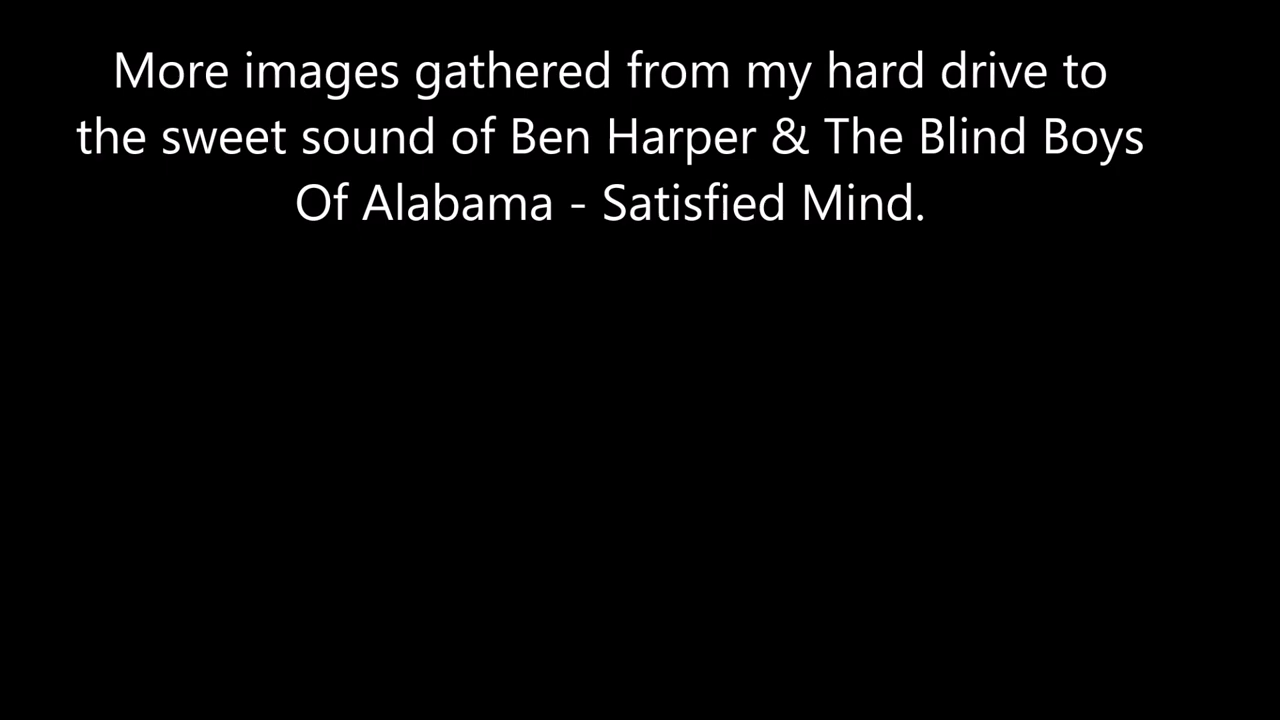 More images gathered from my hard drive to
the sweet sound of Ben Harper & The Blind Boys
Of Alabama - Satisfied Mind.